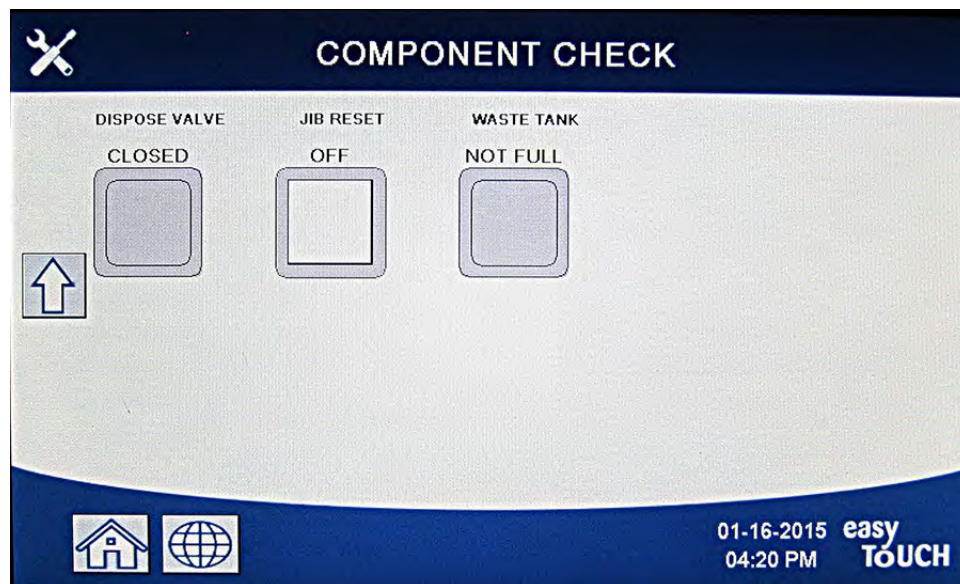 COMPONENT CHECK
DISPOSE VALVE
JIB RESET
WASTE TANK
CLOSED
OFF
NOT FULL
01-16-2015
04:20 PM
easy
TOUCH